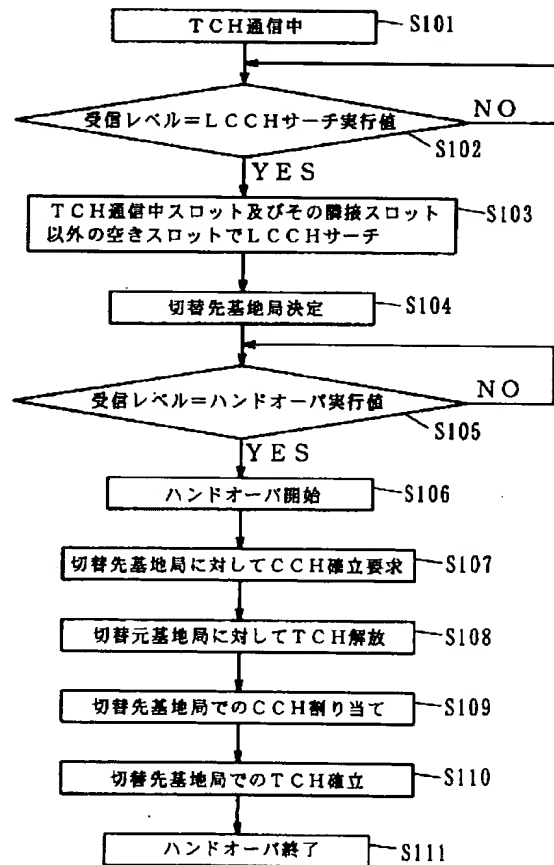 TCH通信中
S101
受信レベル=LCCHサーチ実行値
NO
S102
YES
TCH通信中スロット及びその隣接スロット
以外の空きスロットでLCCHサーチ
S103
切替先基地局決定
S104
受信レベル=ハンドオーバ実行値
NO
S105
YES
ハンドオーバ開始
S106
切替先基地局に対してCCH確立要求
S107
切替元基地局に対してTCH解放
S108
切替先基地局でのCCH割り当て
S109
切替先基地局でのTCH確立
S110
ハンドオーバ終了
S111